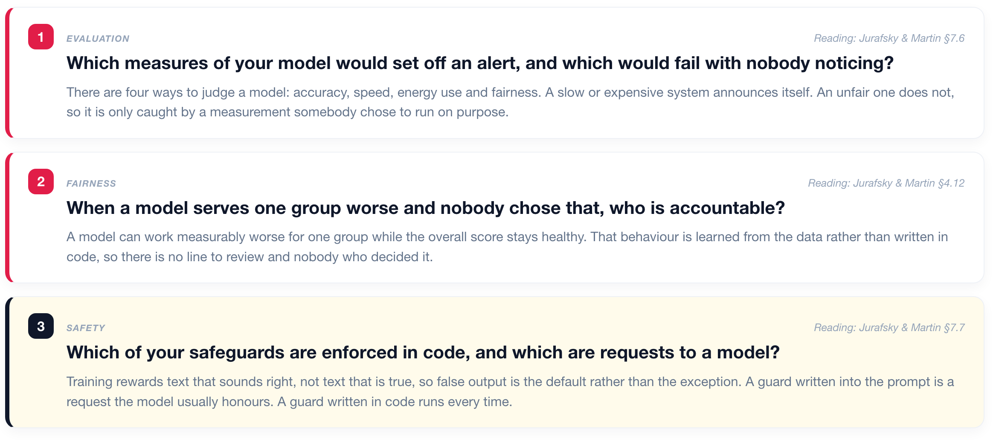 1
EVALUATION
Reading: Jurafsky & Martin §7.6
Which measures of your model would set off an alert, and which would fail with nobody noticing?
There are four ways to judge a model: accuracy, speed, energy use and fairness. A slow or expensive system announces itself. An unfair one does not,
so it is only caught by a measurement somebody chose to run on purpose.
2
FAIRNESS
Reading: Jurafsky & Martin §4.12
When a model serves one group worse and nobody chose that, who is accountable?
A model can work measurably worse for one group while the overall score stays healthy. That behaviour is learned from the data rather than written in
code, so there is no line to review and nobody who decided it.
3
SAFETY
Reading: Jurafsky & Martin §7.7
Which of your safeguards are enforced in code, and which are requests to a model?
Training rewards text that sounds right, not text that is true, so false output is the default rather than the exception. A guard written into the prompt is a
request the model usually honours. A guard written in code runs every time.